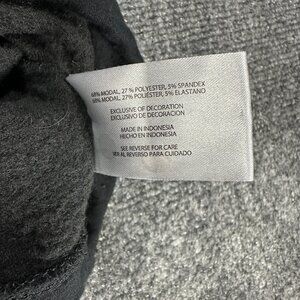 68% MODAL, 27 % POLYESTER, 5% SPANDEX
68% MODAL, 27% POLIÉSTER, 5% ELASTANO
EXCLUSIVE OF DECORATION
EXCLUSIVO DE DECORACIÓN
MADE IN INDONESIA
HECHO EN INDONESIA
SEE REVERSE FOR CARE
VER AL REVERSO PARA CUIDADO